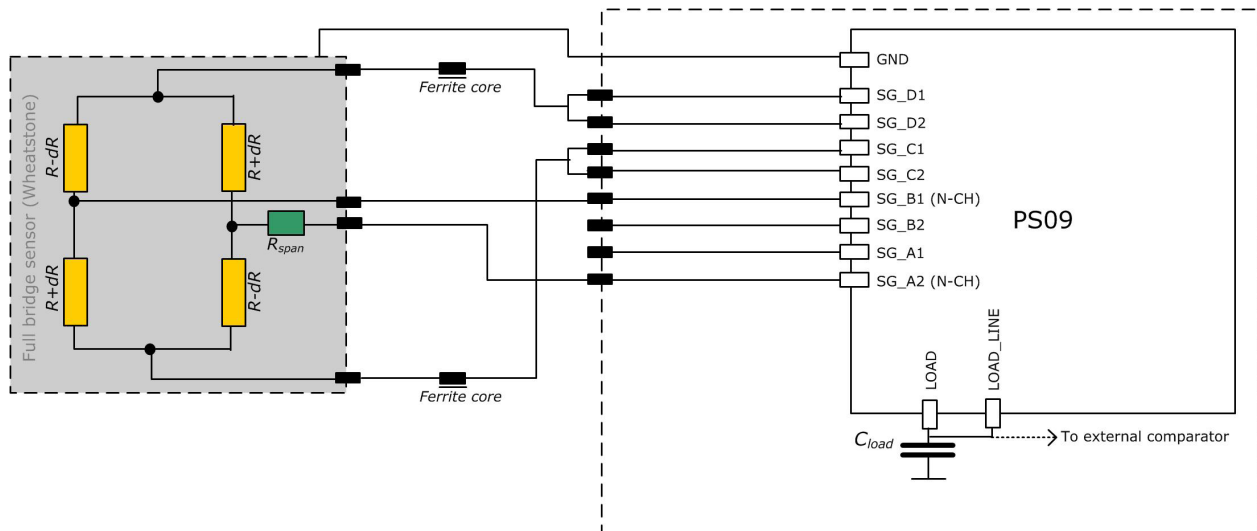 GND
Ferrite core
SG_D1
SG_D2
SG_C1
SG_C2
SG_B1 (N-CH)
SG_B2
SG_A1
SG_A2 (N-CH)
PS09
Full bridge sensor (Wheatstone)
R-dR
R+dR
Rspan
R+dR
R-dR
Ferrite core
LOAD
LOAD_LINE
Cload
To external comparator